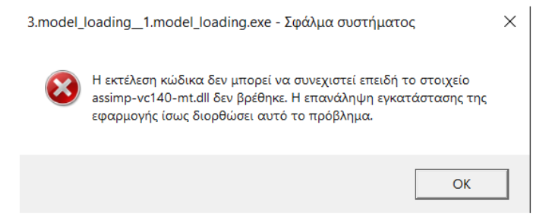 3.model_loading__1.model_loading.exe - Σφάλμα συστήματος
Η εκτέλεση κώδικα δεν μπορεί να συνεχιστεί επειδή το στοιχείο
assimp-vc140-mt.dll δεν βρέθηκε. Η επανάληψη εγκατάστασης της
εφαρμογής ίσως διορθώσει αυτό το πρόβλημα.
OK